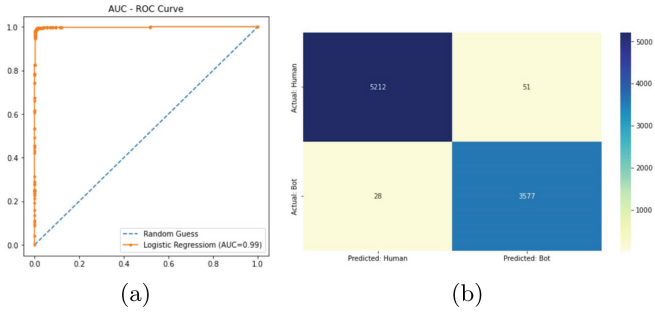 AUC - ROC Curve
1.0
0.8
0.6
0.4
0.2
0.0
0.0 0.2 0.4 0.6 0.8 1.0
Random Guess
Logistic Regressiom (AUC=0.99)
(a)
Actual: Human
Actual: Bot
5212 51
28 3577
Predicted: Human Predicted: Bot
5000
4000
3000
2000
1000
(b)